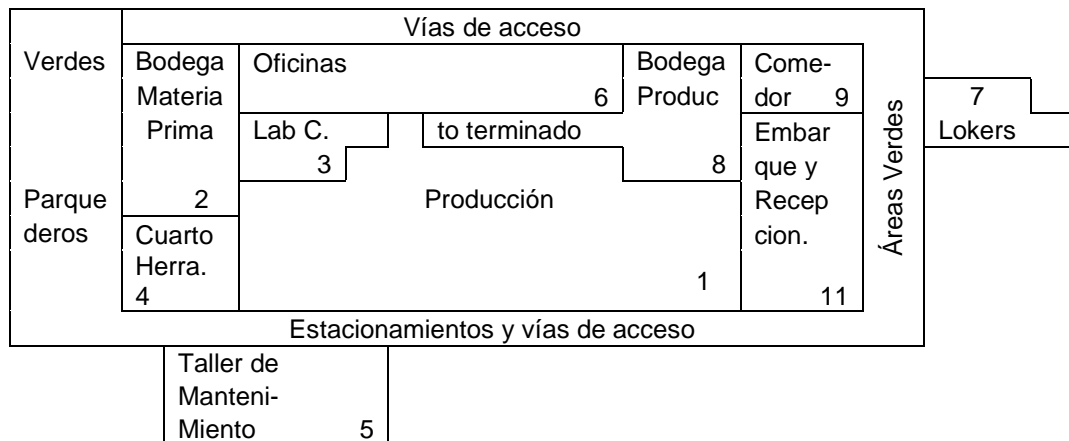 Vías de acceso
Verdes
Bodega
Materia
Prima
2
Oficinas
6
Bodega
Produc
Come-
dor 9
Áreas Verdes
7
Lokers
Lab C.
3
to terminado
8
Embar
que y
Recep
cion.
11
Parque
deros
Producción
1
Cuarto
Herra.
4
Estacionamientos y vías de acceso
Taller de
Manteni-
Miento 5